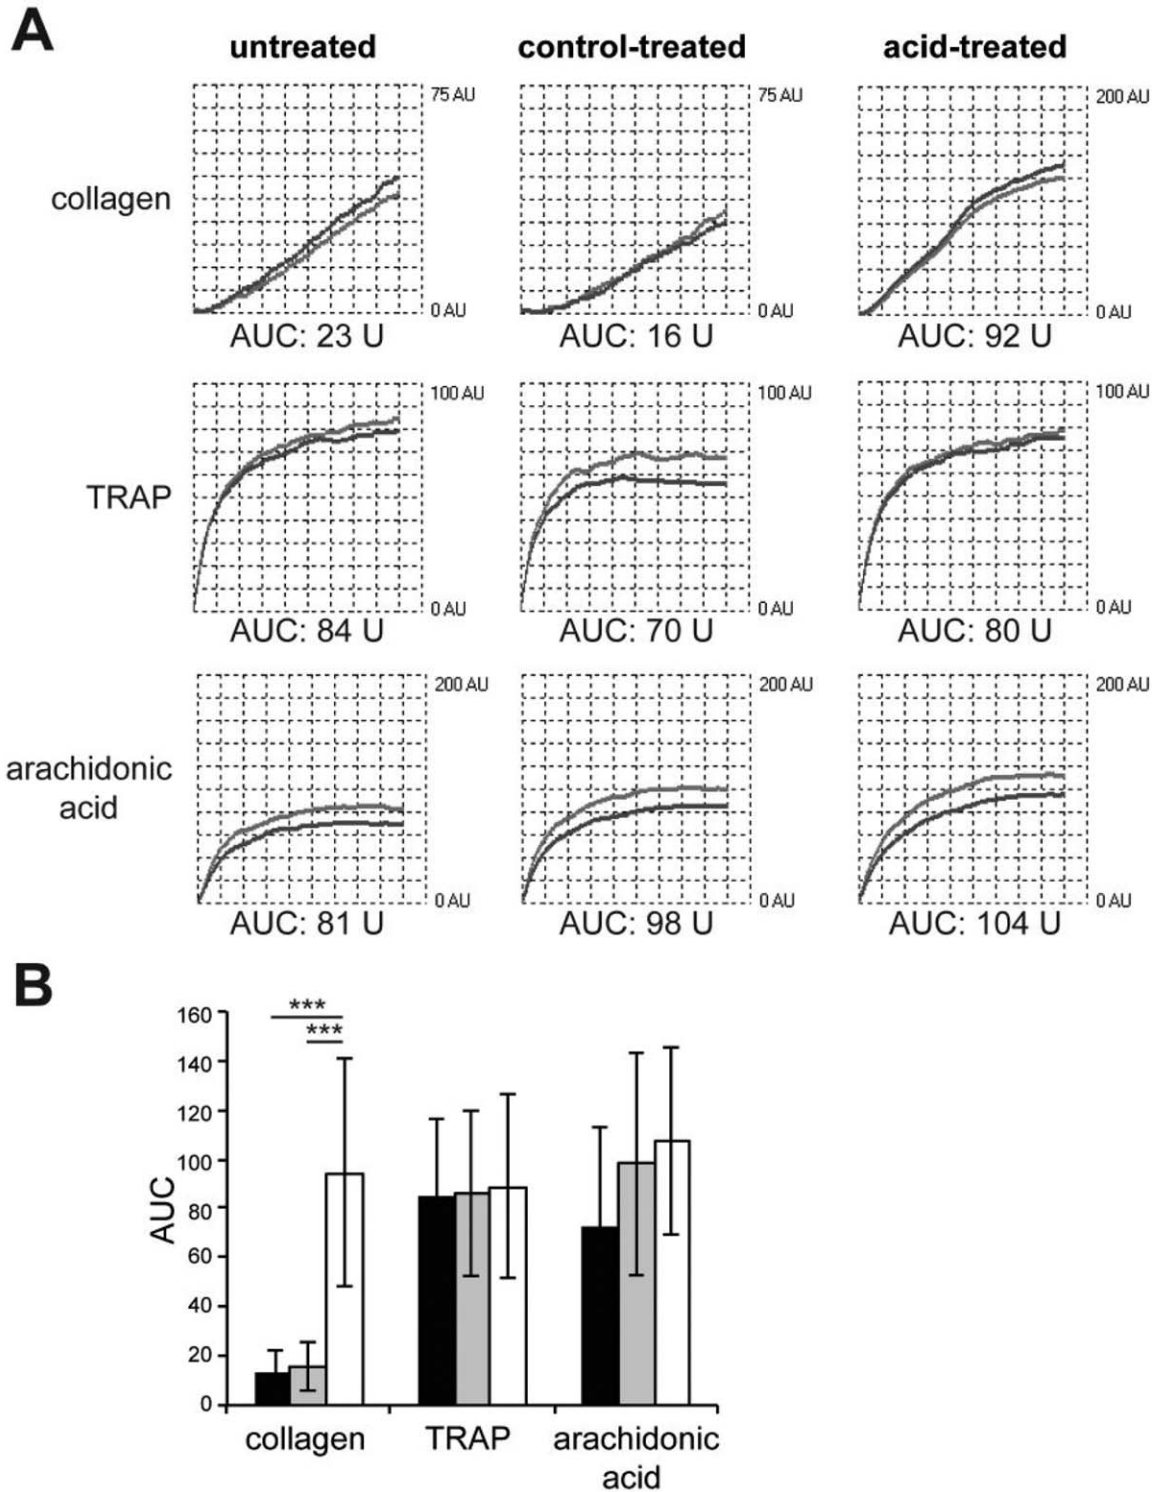 A
untreated
control-treated
acid-treated
75 AU
75 AU
200 AU
collagen
0 AU
0 AU
0 AU
AUC: 23 U
AUC: 16 U
AUC: 92 U
100 AU
100 AU
100 AU
TRAP
0 AU
0 AU
0 AU
AUC: 84 U
AUC: 70 U
AUC: 80 U
200 AU
200 AU
200 AU
arachidonic
acid
0 AU
0 AU
0 AU
AUC: 81 U
AUC: 98 U
AUC: 104 U
B
***
***
160
140
120
100
80
60
40
20
0
AUC
collagen
TRAP
arachidonic
acid